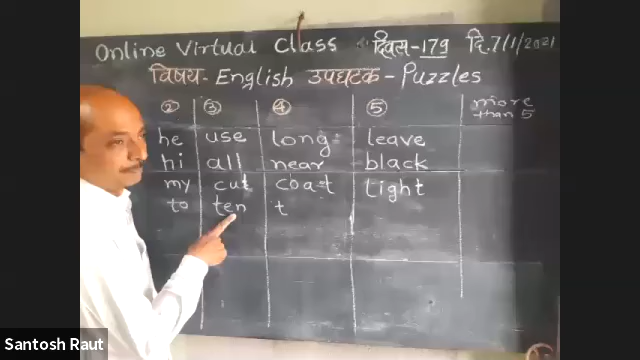 Online Virtual Class दिवस-179 दि.7/1/2021
विषय- English उपघटक - Puzzles
② ③ ④ ⑤ more than 5
he use long leave
hi all near black
my cut coat light
to ten t
Santosh Raut